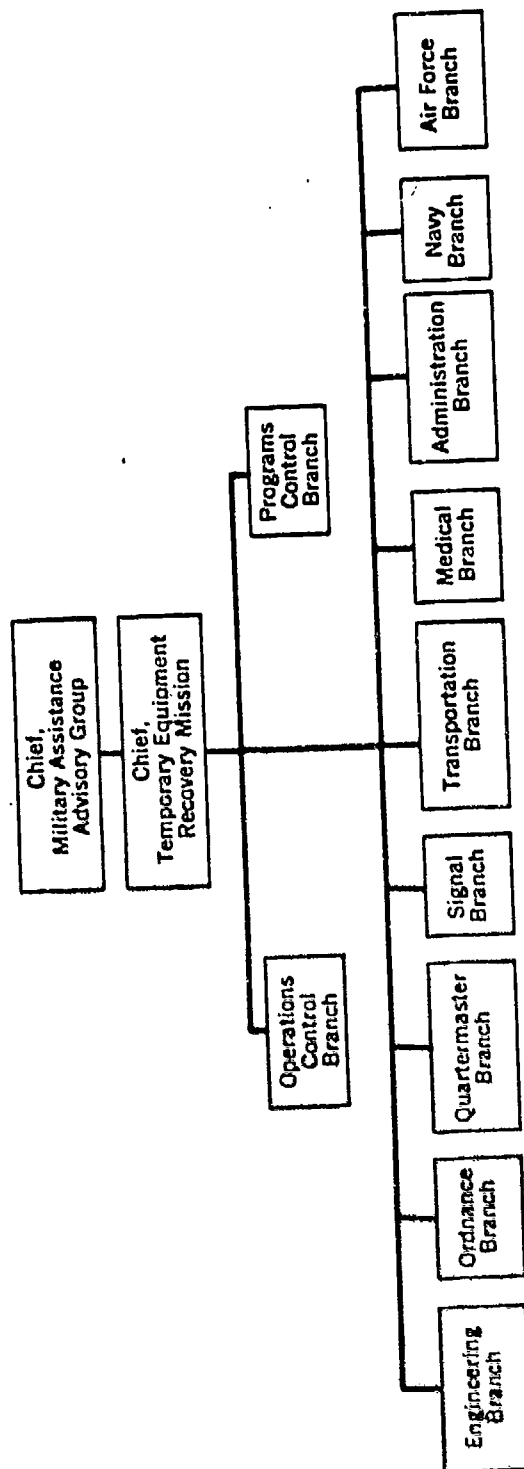 Chief,
Military Assistance
Advisory Group
Chief,
Temporary Equipment
Recovery Mission
Operations
Control
Branch
Programs
Control
Branch
Engineering
Branch
Ordnance
Branch
Quartermaster
Branch
Signal
Branch
Transportation
Branch
Medical
Branch
Administration
Branch
Navy
Branch
Air Force
Branch